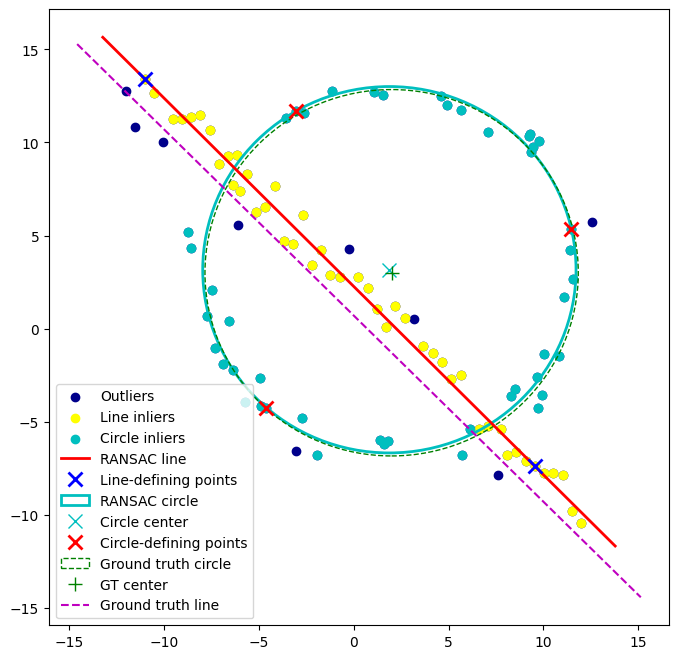 15
10
5
0
−5
−10
−15
Outliers
Line inliers
Circle inliers
RANSAC line
Line-defining points
RANSAC circle
Circle center
Circle-defining points
Ground truth circle
GT center
Ground truth line
−15 −10 −5 0 5 10 15